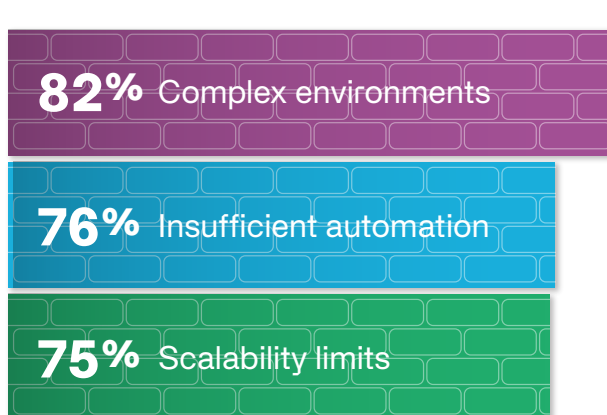 82% Complex environments
76% Insufficient automation
75% Scalability limits